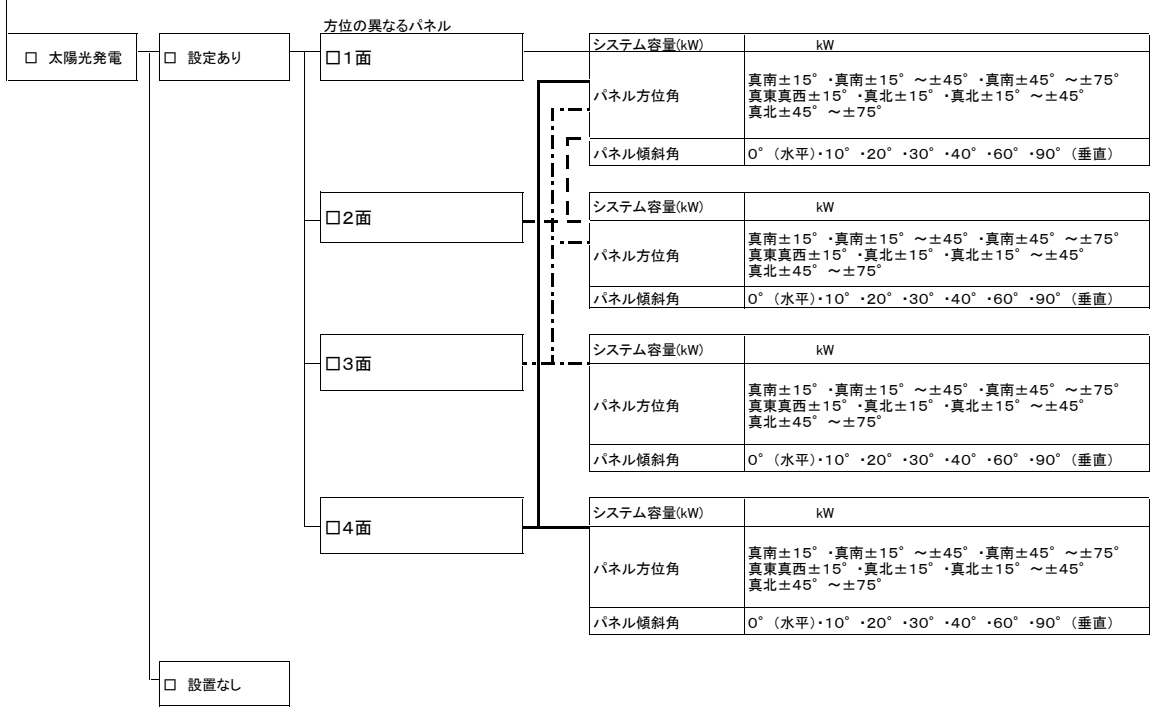 方位の異なるパネル
□ 太陽光発電
□ 設定あり
□1面
システム容量(kW) kW
パネル方位角
真南±15°・真南±15°~±45°・真南±45°~±75°
真東真西±15°・真北±15°・真北±15°~±45°
真北±45°~±75°
パネル傾斜角 0°(水平)・10°・20°・30°・40°・60°・90°(垂直)
□2面
システム容量(kW) kW
パネル方位角
真南±15°・真南±15°~±45°・真南±45°~±75°
真東真西±15°・真北±15°・真北±15°~±45°
真北±45°~±75°
パネル傾斜角 0°(水平)・10°・20°・30°・40°・60°・90°(垂直)
□3面
システム容量(kW) kW
パネル方位角
真南±15°・真南±15°~±45°・真南±45°~±75°
真東真西±15°・真北±15°・真北±15°~±45°
真北±45°~±75°
パネル傾斜角 0°(水平)・10°・20°・30°・40°・60°・90°(垂直)
□4面
システム容量(kW) kW
パネル方位角
真南±15°・真南±15°~±45°・真南±45°~±75°
真東真西±15°・真北±15°・真北±15°~±45°
真北±45°~±75°
パネル傾斜角 0°(水平)・10°・20°・30°・40°・60°・90°(垂直)
□ 設置なし